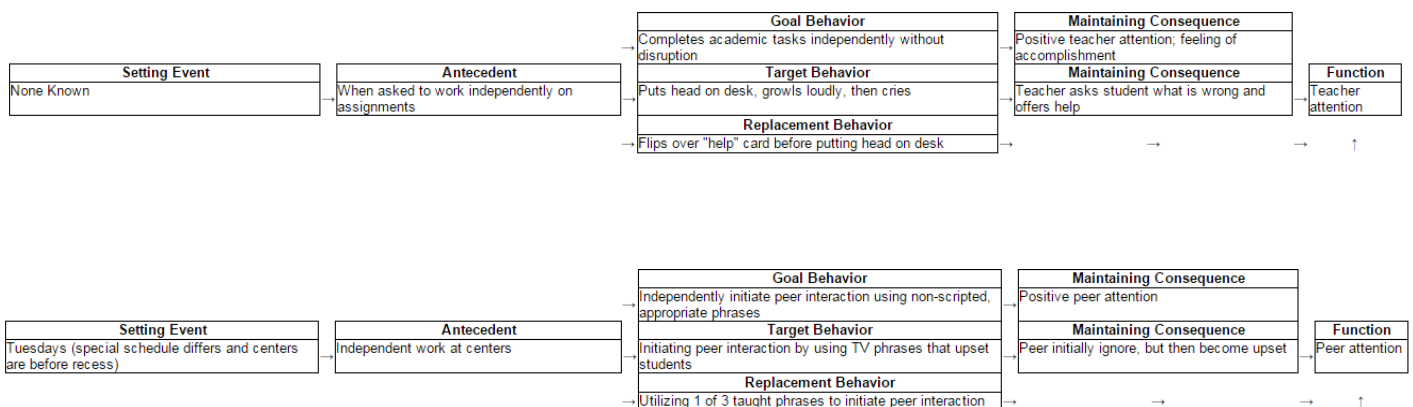 Goal Behavior
Maintaining Consequence
Completes academic tasks independently without
disruption
Positive teacher attention; feeling of
accomplishment
Setting Event
Antecedent
Target Behavior
Maintaining Consequence
Function
None Known
When asked to work independently on
assignments
Puts head on desk, growls loudly, then cries
Teacher asks student what is wrong and
offers help
Teacher
attention
Replacement Behavior
Flips over "help" card before putting head on desk
Goal Behavior
Maintaining Consequence
Independently initiate peer interaction using non-scripted,
appropriate phrases
Positive peer attention
Setting Event
Antecedent
Target Behavior
Maintaining Consequence
Function
Tuesdays (special schedule differs and centers
are before recess)
Independent work at centers
Initiating peer interaction by using TV phrases that upset
students
Peer initially ignore, but then become upset
Peer attention
Replacement Behavior
Utilizing 1 of 3 taught phrases to initiate peer interaction